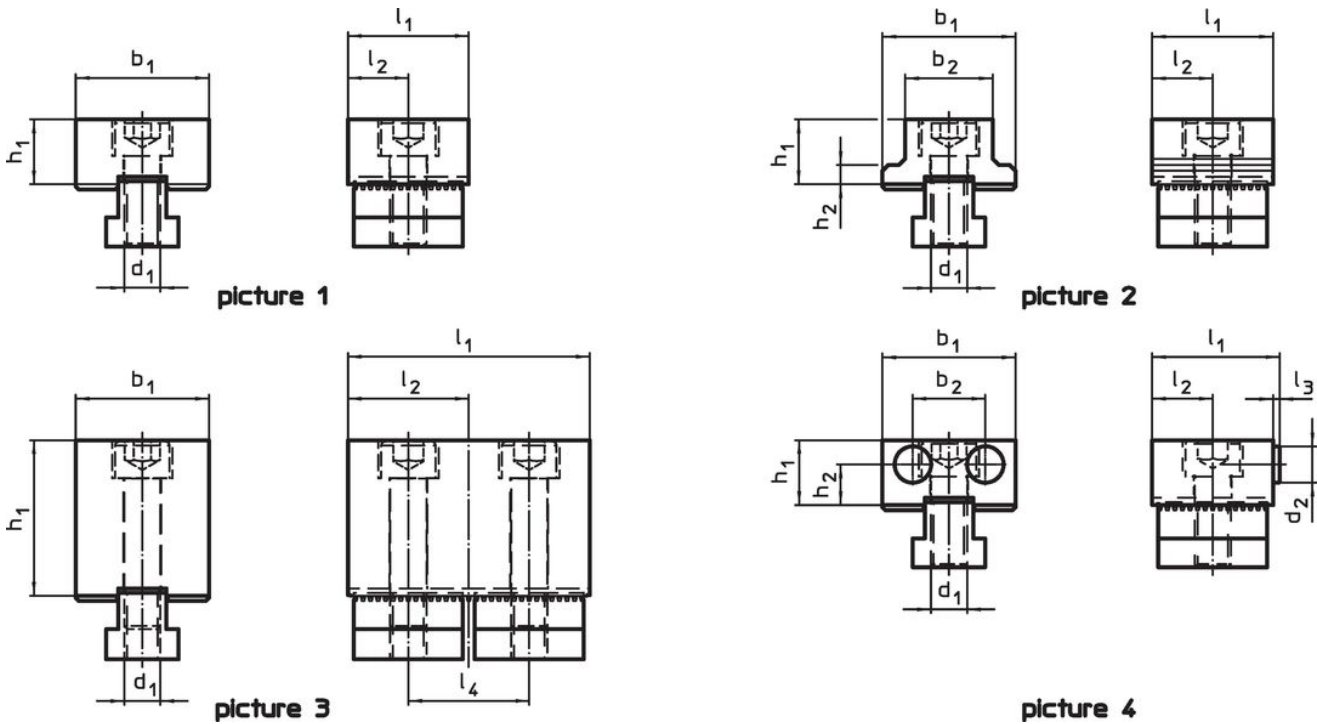 l1
b1
l2
h1
d1
picture 1
b1
l1
b2
l2
h1
h2
d1
picture 2
l1
b1
l2
h1
d1
l4
picture 3
b1
l1
b2
l2
l3
h1
h2
d2
d1
picture 4